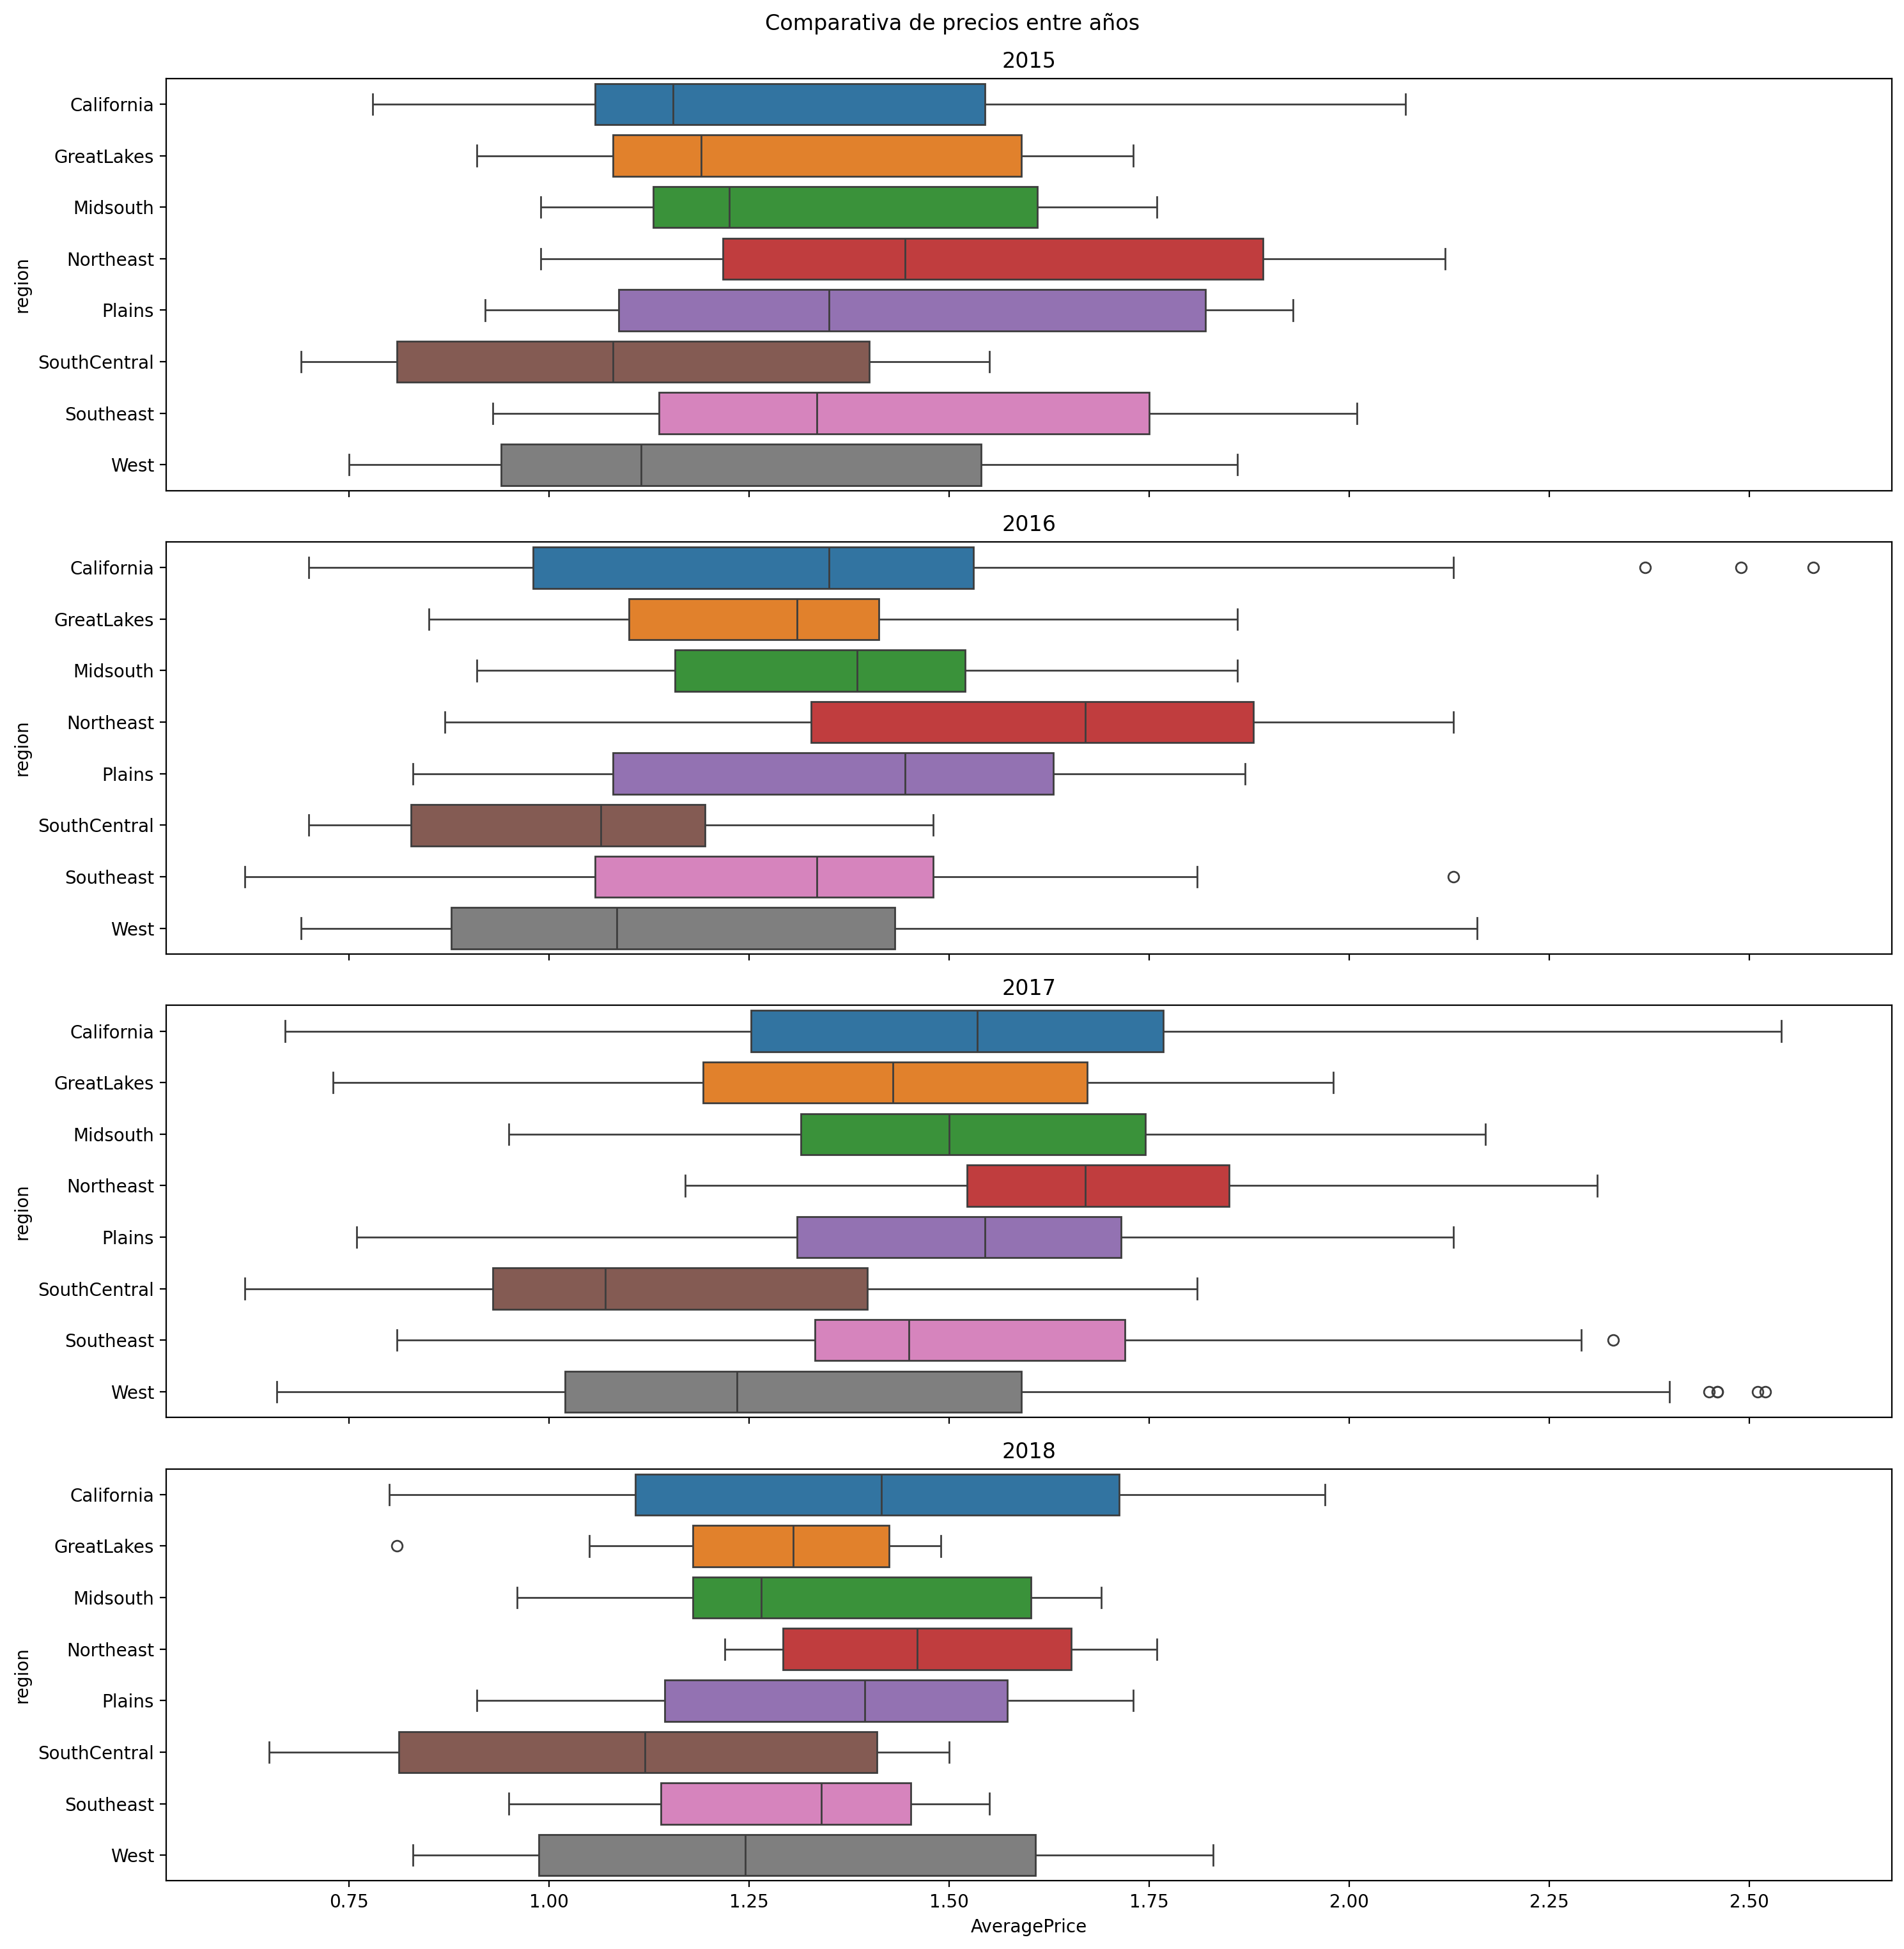 Comparativa de precios entre años
2015
California
GreatLakes
Midsouth
Northeast
Plains
SouthCentral
Southeast
West
region
2016
California
GreatLakes
Midsouth
Northeast
Plains
SouthCentral
Southeast
West
region
2017
California
GreatLakes
Midsouth
Northeast
Plains
SouthCentral
Southeast
West
region
2018
California
GreatLakes
Midsouth
Northeast
Plains
SouthCentral
Southeast
West
region
0.75 1.00 1.25 1.50 1.75 2.00 2.25 2.50
AveragePrice